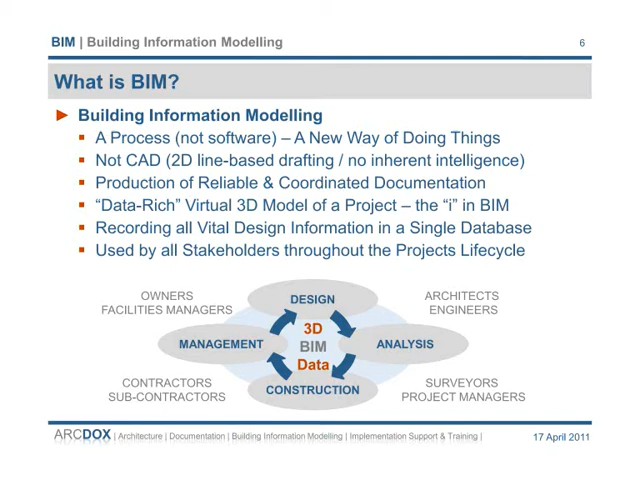 BIM | Building Information Modelling 6
What is BIM?
► Building Information Modelling
▪ A Process (not software) – A New Way of Doing Things
▪ Not CAD (2D line-based drafting / no inherent intelligence)
▪ Production of Reliable & Coordinated Documentation
▪ “Data-Rich” Virtual 3D Model of a Project – the “i” in BIM
▪ Recording all Vital Design Information in a Single Database
▪ Used by all Stakeholders throughout the Projects Lifecycle
OWNERS
FACILITIES MANAGERS
DESIGN
ARCHITECTS
ENGINEERS
MANAGEMENT
3D
BIM
Data
ANALYSIS
CONTRACTORS
SUB-CONTRACTORS
CONSTRUCTION
SURVEYORS
PROJECT MANAGERS
ARCDOX | Architecture | Documentation | Building Information Modelling | Implementation Support & Training | 17 April 2011